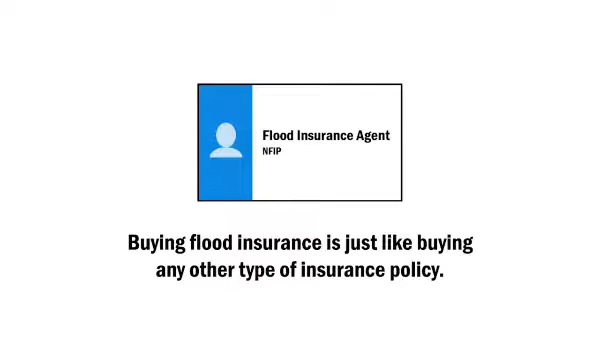 Flood Insurance Agent
NFIP
Buying flood insurance is just like buying
any other type of insurance policy.